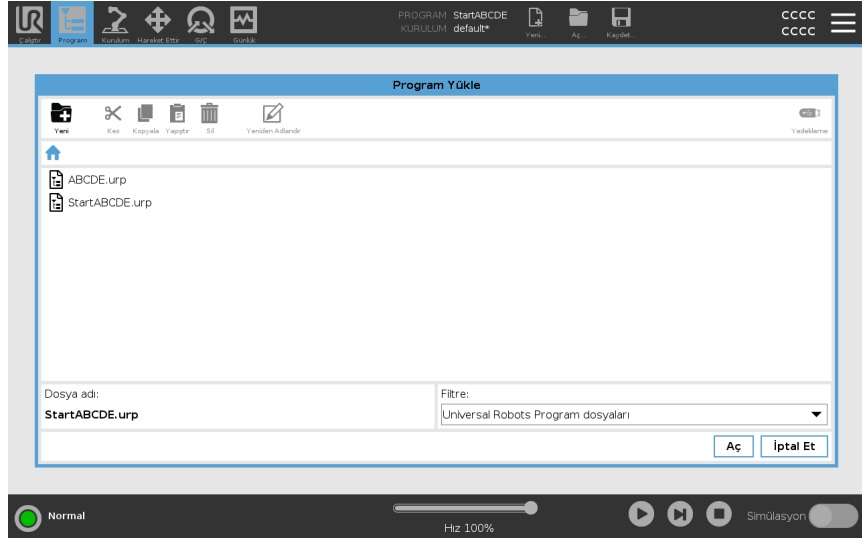 UR
PROGRAM StartABCDE
KURULUM default*
cccc
cccc
Çalıştır Program Kurulum Hareket Ettir G/Ç Günlük Yeni... Aç... Kaydet...
Program Yükle
Yeni Kes Kopyala Yapıştır Sil Yeniden Adlandır Yedekleme
ABCDE.urp
StartABCDE.urp
Dosya adı: Filtre:
StartABCDE.urp Universal Robots Program dosyaları
Aç İptal Et
Normal
Hız 100%
Simülasyon